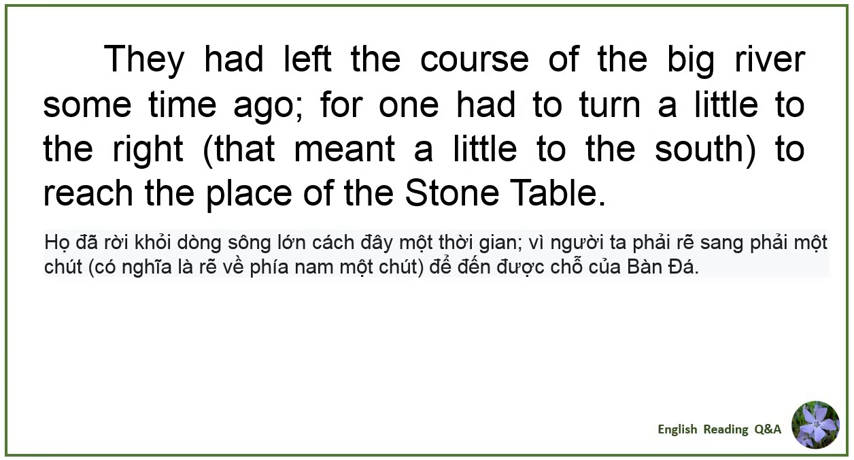 They had left the course of the big river
some time ago; for one had to turn a little to
the right (that meant a little to the south) to
reach the place of the Stone Table.
Họ đã rời khỏi dòng sông lớn cách đây một thời gian; vì người ta phải rẽ sang phải một
chút (có nghĩa là rẽ về phía nam một chút) để đến được chỗ của Bàn Đá.
English Reading Q&A